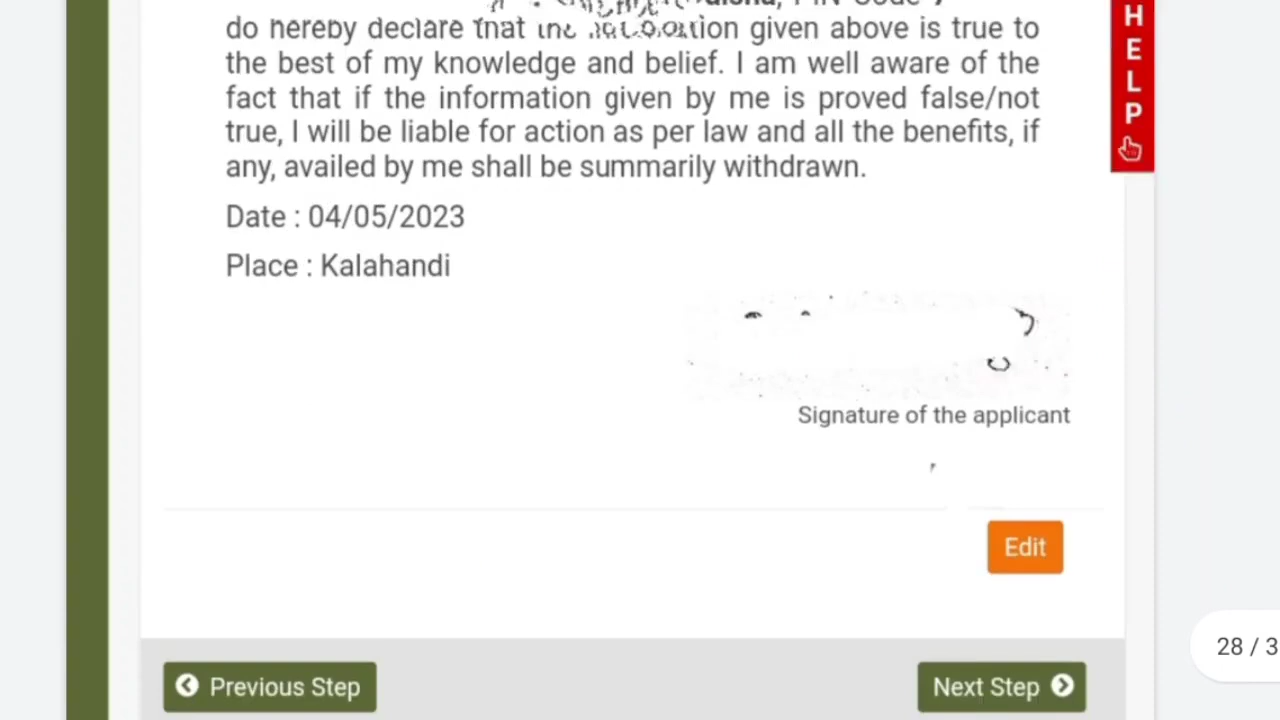 PIN Code
do hereby declare that the information given above is true to
the best of my knowledge and belief. I am well aware of the
fact that if the information given by me is proved false/not
true, I will be liable for action as per law and all the benefits, if
any, availed by me shall be summarily withdrawn.
Date : 04/05/2023
Place : Kalahandi
Signature of the applicant
Edit
Previous Step
Next Step
HELP
28 / 3